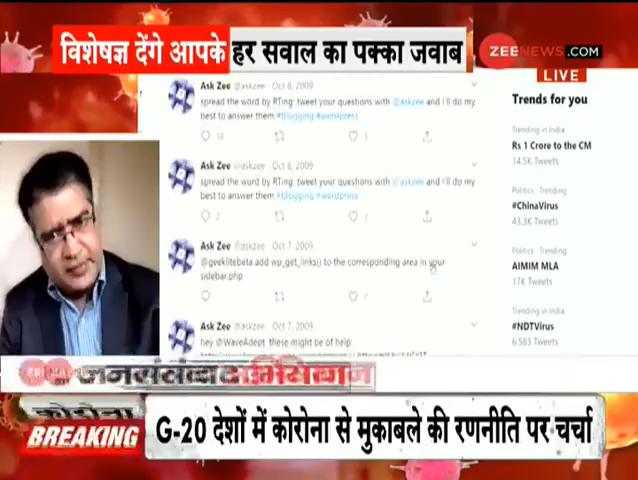 विशेषज्ञ देंगे आपके हर सवाल का पक्का जवाब
ZEENEWS.COM
LIVE
Ask Zee @askzee · Oct 8, 2009
spread the word by RTing: tweet your questions with @askzee and I'll do my
best to answer them #blogging #wordpress
10
1
Ask Zee @askzee · Oct 8, 2009
spread the word by RTing: tweet your questions with @askzee and I'll do my
best to answer them #blogging #wordpress
2
Ask Zee @askzee · Oct 7, 2009
@geeklitebeta add wp_get_links() to the corresponding area in your
sidebar.php
Ask Zee @askzee · Oct 7, 2009
hey @WaveAdept, these might be of help:
Trends for you
Trending in India
Rs 1 Crore to the CM
14.5K Tweets
Politics · Trending
#ChinaVirus
43.3K Tweets
Politics · Trending
AIMIM MLA
17K Tweets
Trending in India
#NDTVirus
6,583 Tweets
कोरोना
BREAKING
G-20 देशों में कोरोना से मुकाबले की रणनीति पर चर्चा